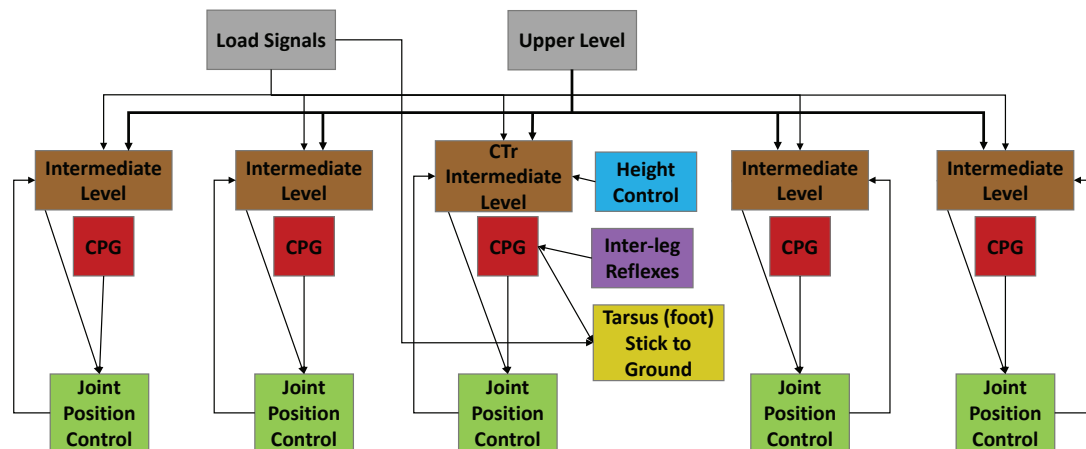 Load Signals
Upper Level
Intermediate
Level
Intermediate
Level
CTr
Intermediate
Level
Intermediate
Level
Intermediate
Level
Height
Control
CPG
CPG
CPG
CPG
CPG
Inter-leg
Reflexes
Tarsus (foot)
Stick to
Ground
Joint
Position
Control
Joint
Position
Control
Joint
Position
Control
Joint
Position
Control
Joint
Position
Control